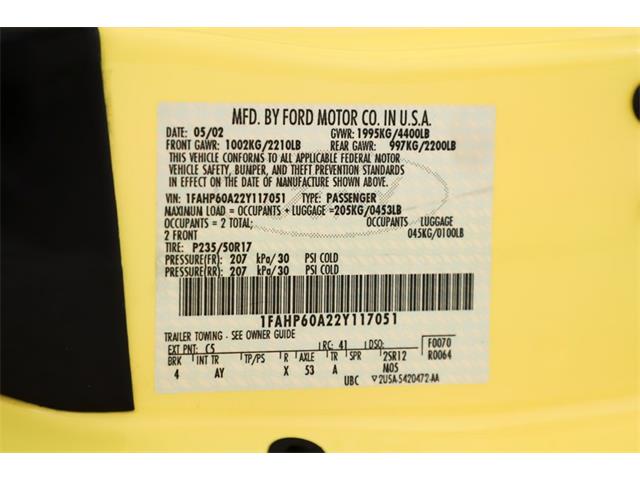 MFD. BY FORD MOTOR CO. IN U.S.A.
DATE: 05/02 GVWR: 1995KG/4400LB
FRONT GAWR: 1002KG/2210LB REAR GAWR: 997KG/2200LB
THIS VEHICLE CONFORMS TO ALL APPLICABLE FEDERAL MOTOR
VEHICLE SAFETY, BUMPER, AND THEFT PREVENTION STANDARDS
IN EFFECT ON THE DATE OF MANUFACTURE SHOWN ABOVE.
VIN: 1FAHP60A22Y117051 TYPE: PASSENGER
MAXIMUM LOAD = OCCUPANTS + LUGGAGE = 205KG/0453LB
OCCUPANTS = 2 TOTAL; OCCUPANTS LUGGAGE
2 FRONT 045KG/0100LB
TIRE: P235/50R17
PRESSURE(FR): 207 kPa/30 PSI COLD
PRESSURE(RR): 207 kPa/30 PSI COLD
1FAHP60A22Y117051
TRAILER TOWING - SEE OWNER GUIDE F0070
EXT PNT: C5 RC: 41 DSO: R0064
BRK INT TR TP/PS R AXLE TR SPR 2SR12
4 AY X 53 A M05
UBC ▽2USA-5420472-AA